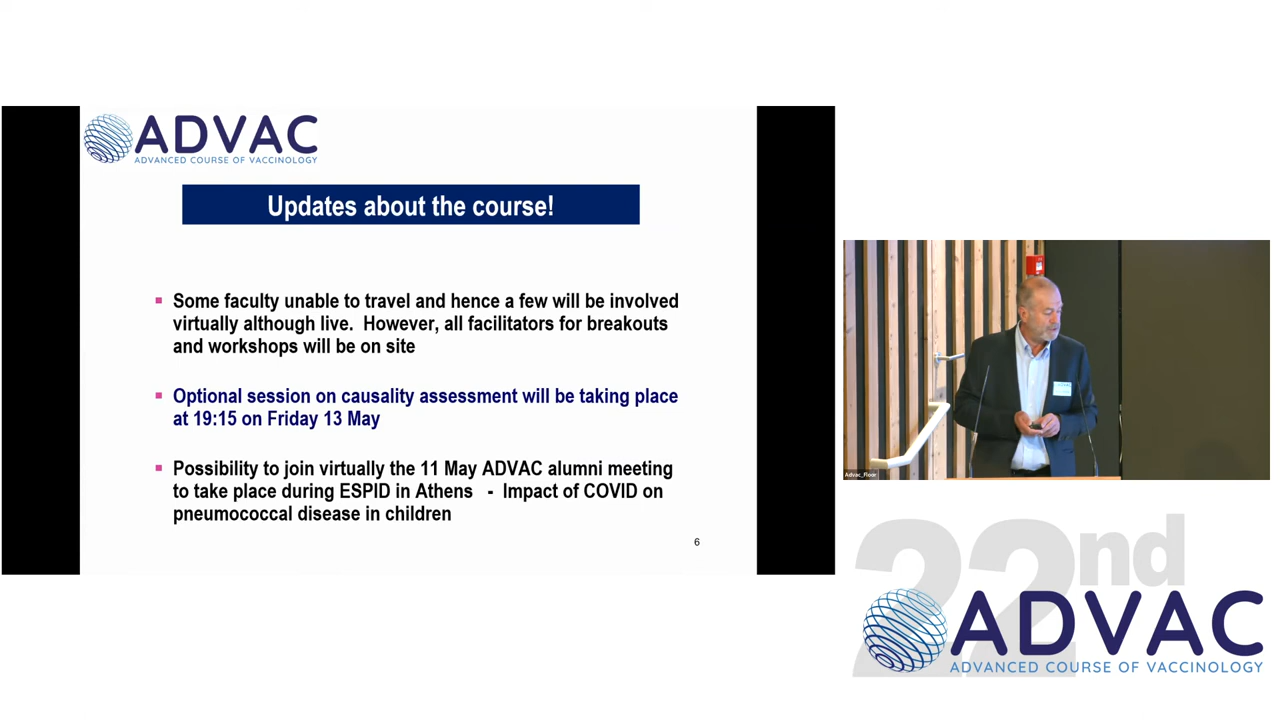 ADVAC
ADVANCED COURSE OF VACCINOLOGY
Updates about the course!
Some faculty unable to travel and hence a few will be involved
virtually although live. However, all facilitators for breakouts
and workshops will be on site
Optional session on causality assessment will be taking place
at 19:15 on Friday 13 May
Possibility to join virtually the 11 May ADVAC alumni meeting
to take place during ESPID in Athens - Impact of COVID on
pneumococcal disease in children
6
Advac_Floor
22nd
ADVAC
ADVANCED COURSE OF VACCINOLOGY